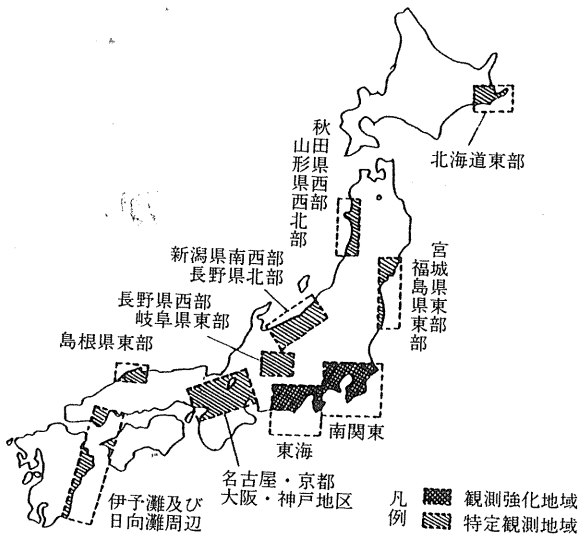 北海道東部
秋田県西部
山形県西北部
宮城県東部
福島県東部
新潟県南西部
長野県北部
長野県西部
岐阜県東部
島根県東部
南関東
東海
名古屋・京都
大阪・神戸地区
伊予灘及び
日向灘周辺
凡例
観測強化地域
特定観測地域